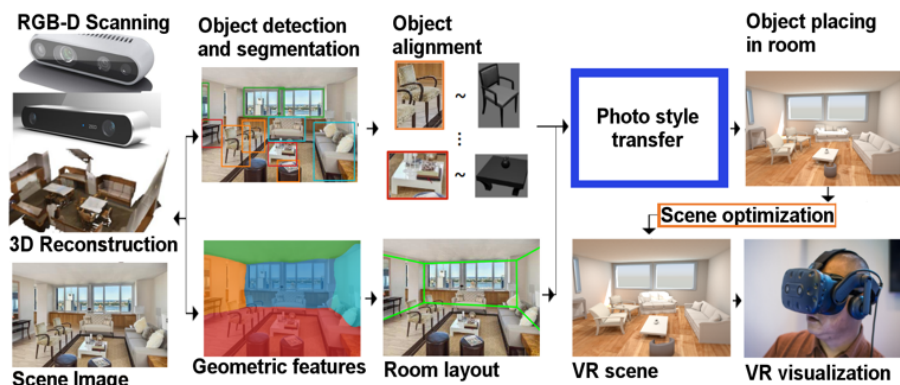 RGB-D Scanning
Object detection
and segmentation
Object
alignment
Object placing
in room
~
⋮
~
Photo style
transfer
Scene optimization
3D Reconstruction
Scene Image
Geometric features
Room layout
VR scene
VR visualization